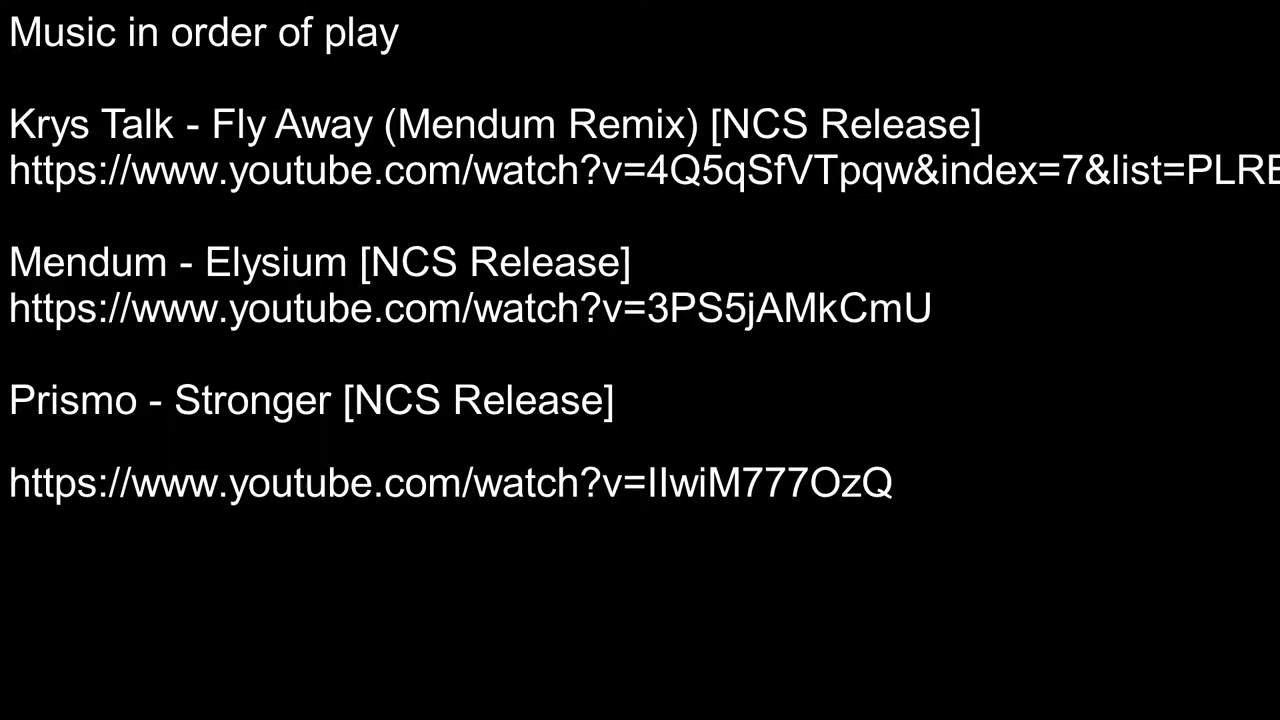 Music in order of play
Krys Talk - Fly Away (Mendum Remix) [NCS Release]
https://www.youtube.com/watch?v=4Q5qSfVTpqw&index=7&list=PLRE
Mendum - Elysium [NCS Release]
https://www.youtube.com/watch?v=3PS5jAMkCmU
Prismo - Stronger [NCS Release]
https://www.youtube.com/watch?v=IIwiM777OzQ